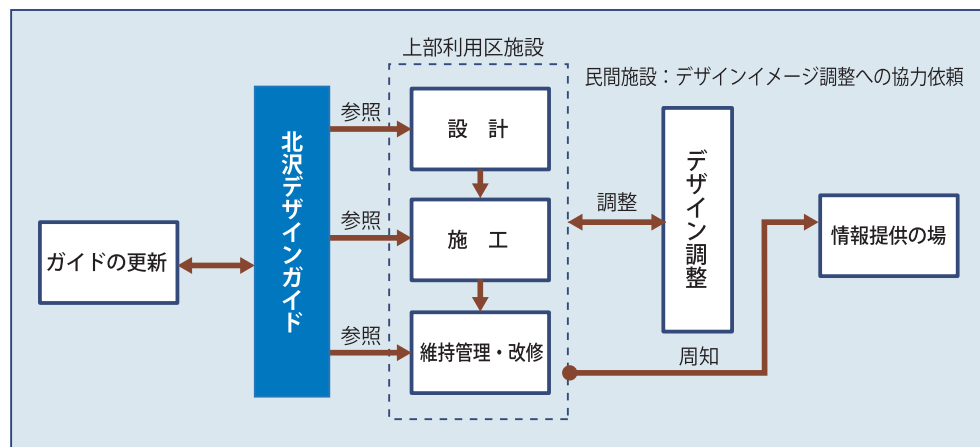 上部利用区施設
民間施設：デザインイメージ調整への協力依頼
ガイドの更新
北沢デザインガイド
参照
設　計
参照
施　工
参照
維持管理・改修
調整
デザイン調整
周知
情報提供の場